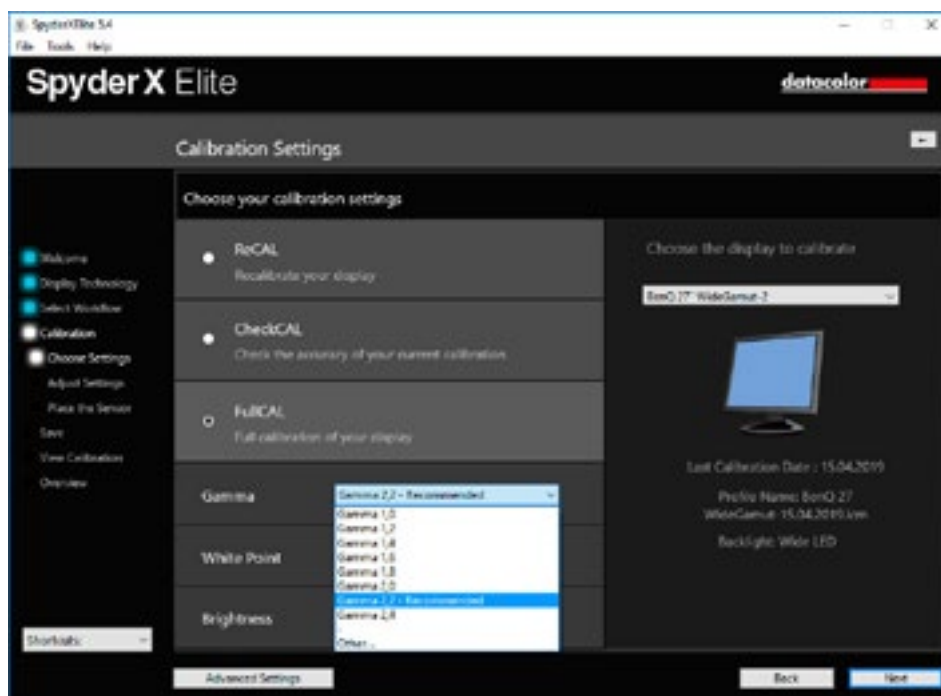 SpyderXElite 5.4
File Tools Help
SpyderX Elite
datacolor
Calibration Settings
Choose your calibration settings
Welcome
Display Technology
Select Workflow
Calibration
Choose Settings
Adjust Settings
Place the Sensor
Save
View Calibration
Overview
Shortcuts:
ReCAL
Recalibrate your display
CheckCAL
Check the accuracy of your current calibration
FullCAL
Full calibration of your display
Gamma
Gamma 2,2 - Recommended
Gamma 1,0
Gamma 1,2
Gamma 1,4
Gamma 1,6
Gamma 1,8
Gamma 2,0
Gamma 2,2 - Recommended
Gamma 2,4
Other...
White Point
Brightness
Choose the display to calibrate
BenQ 27" WideGamut-2
Last Calibration Date : 15.04.2019
Profile Name: BenQ 27
WideGamut-15.04.2019.icm
Backlight: Wide LED
Advanced Settings
Back
Next